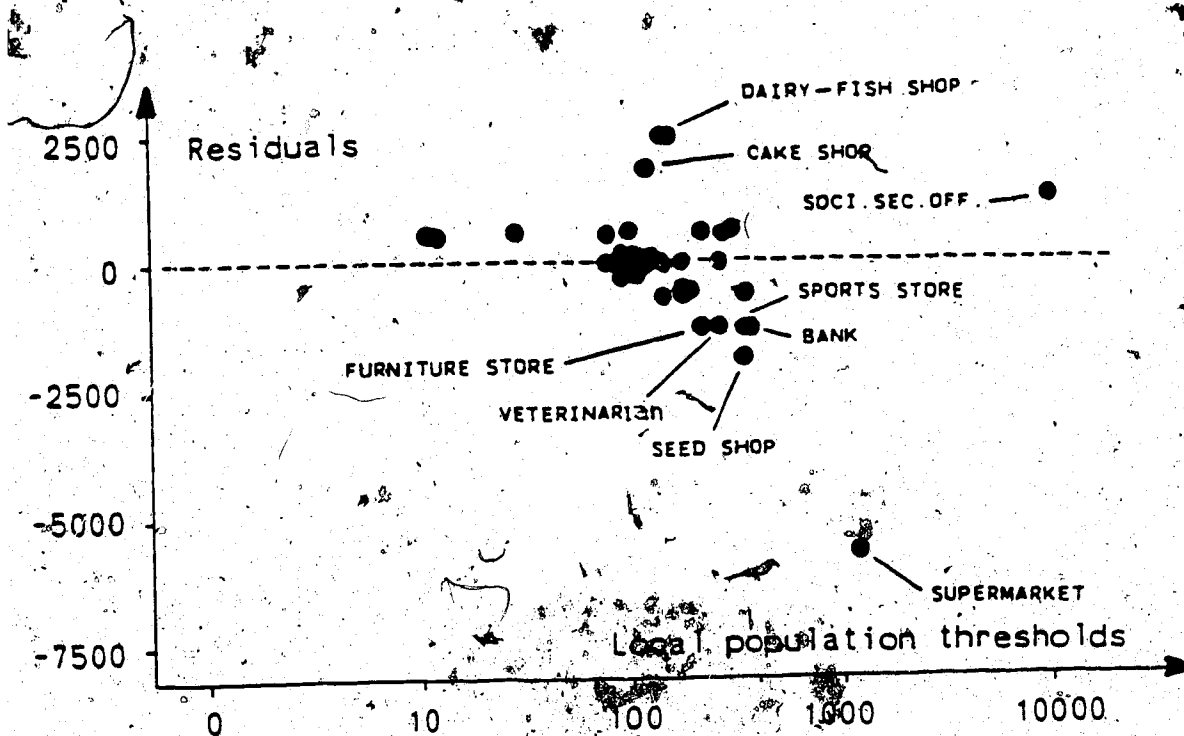 DAIRY-FISH SHOP
2500 Residuals
CAKE SHOP
SOCI.SEC.OFF.
0
SPORTS STORE
BANK
FURNITURE STORE
-2500
VETERINARian
SEED SHOP
-5000
SUPERMARKET
Local population thresholds
-7500
0 10 100 1000 10000